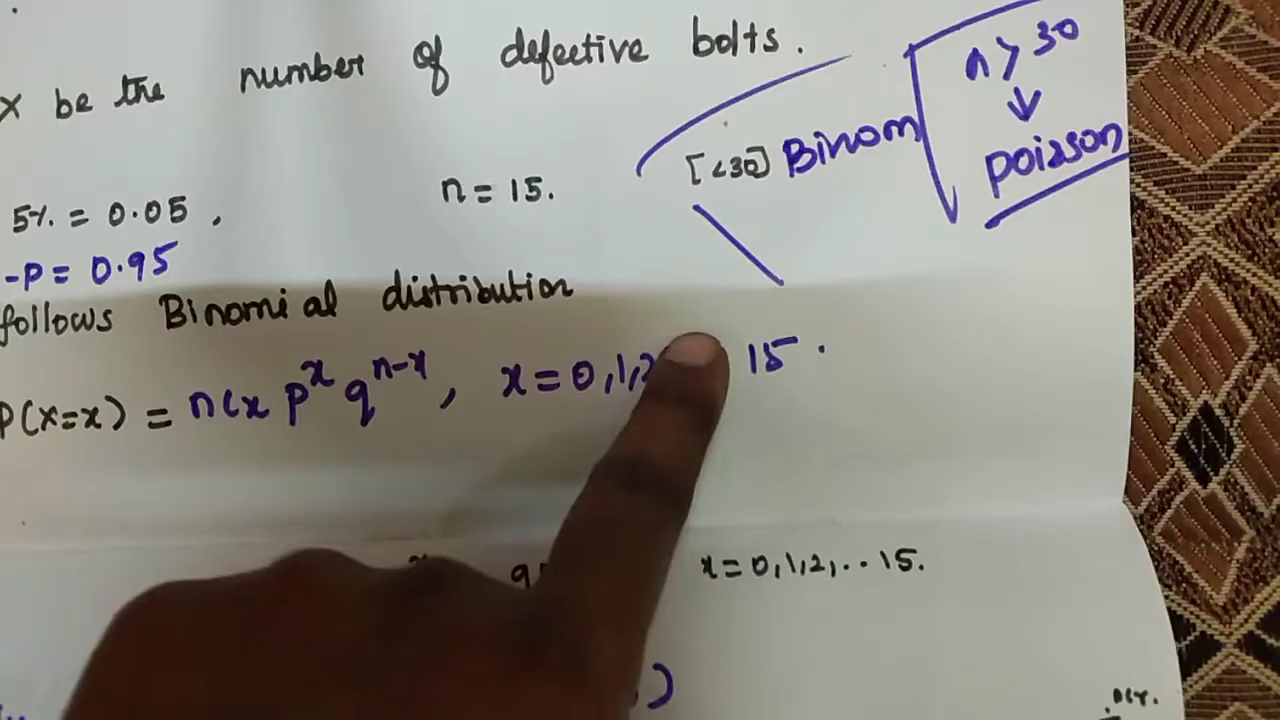 X be the number of defective bolts.
n > 30
↓
poisson
[<30] Binom
5%. = 0.05 , n = 15.
-P = 0.95
follows Binomial distribution
P(X=x) = nCx p^x q^{n-x}, x = 0,1,2 15.
x = 0,1,2,.. 15.
)